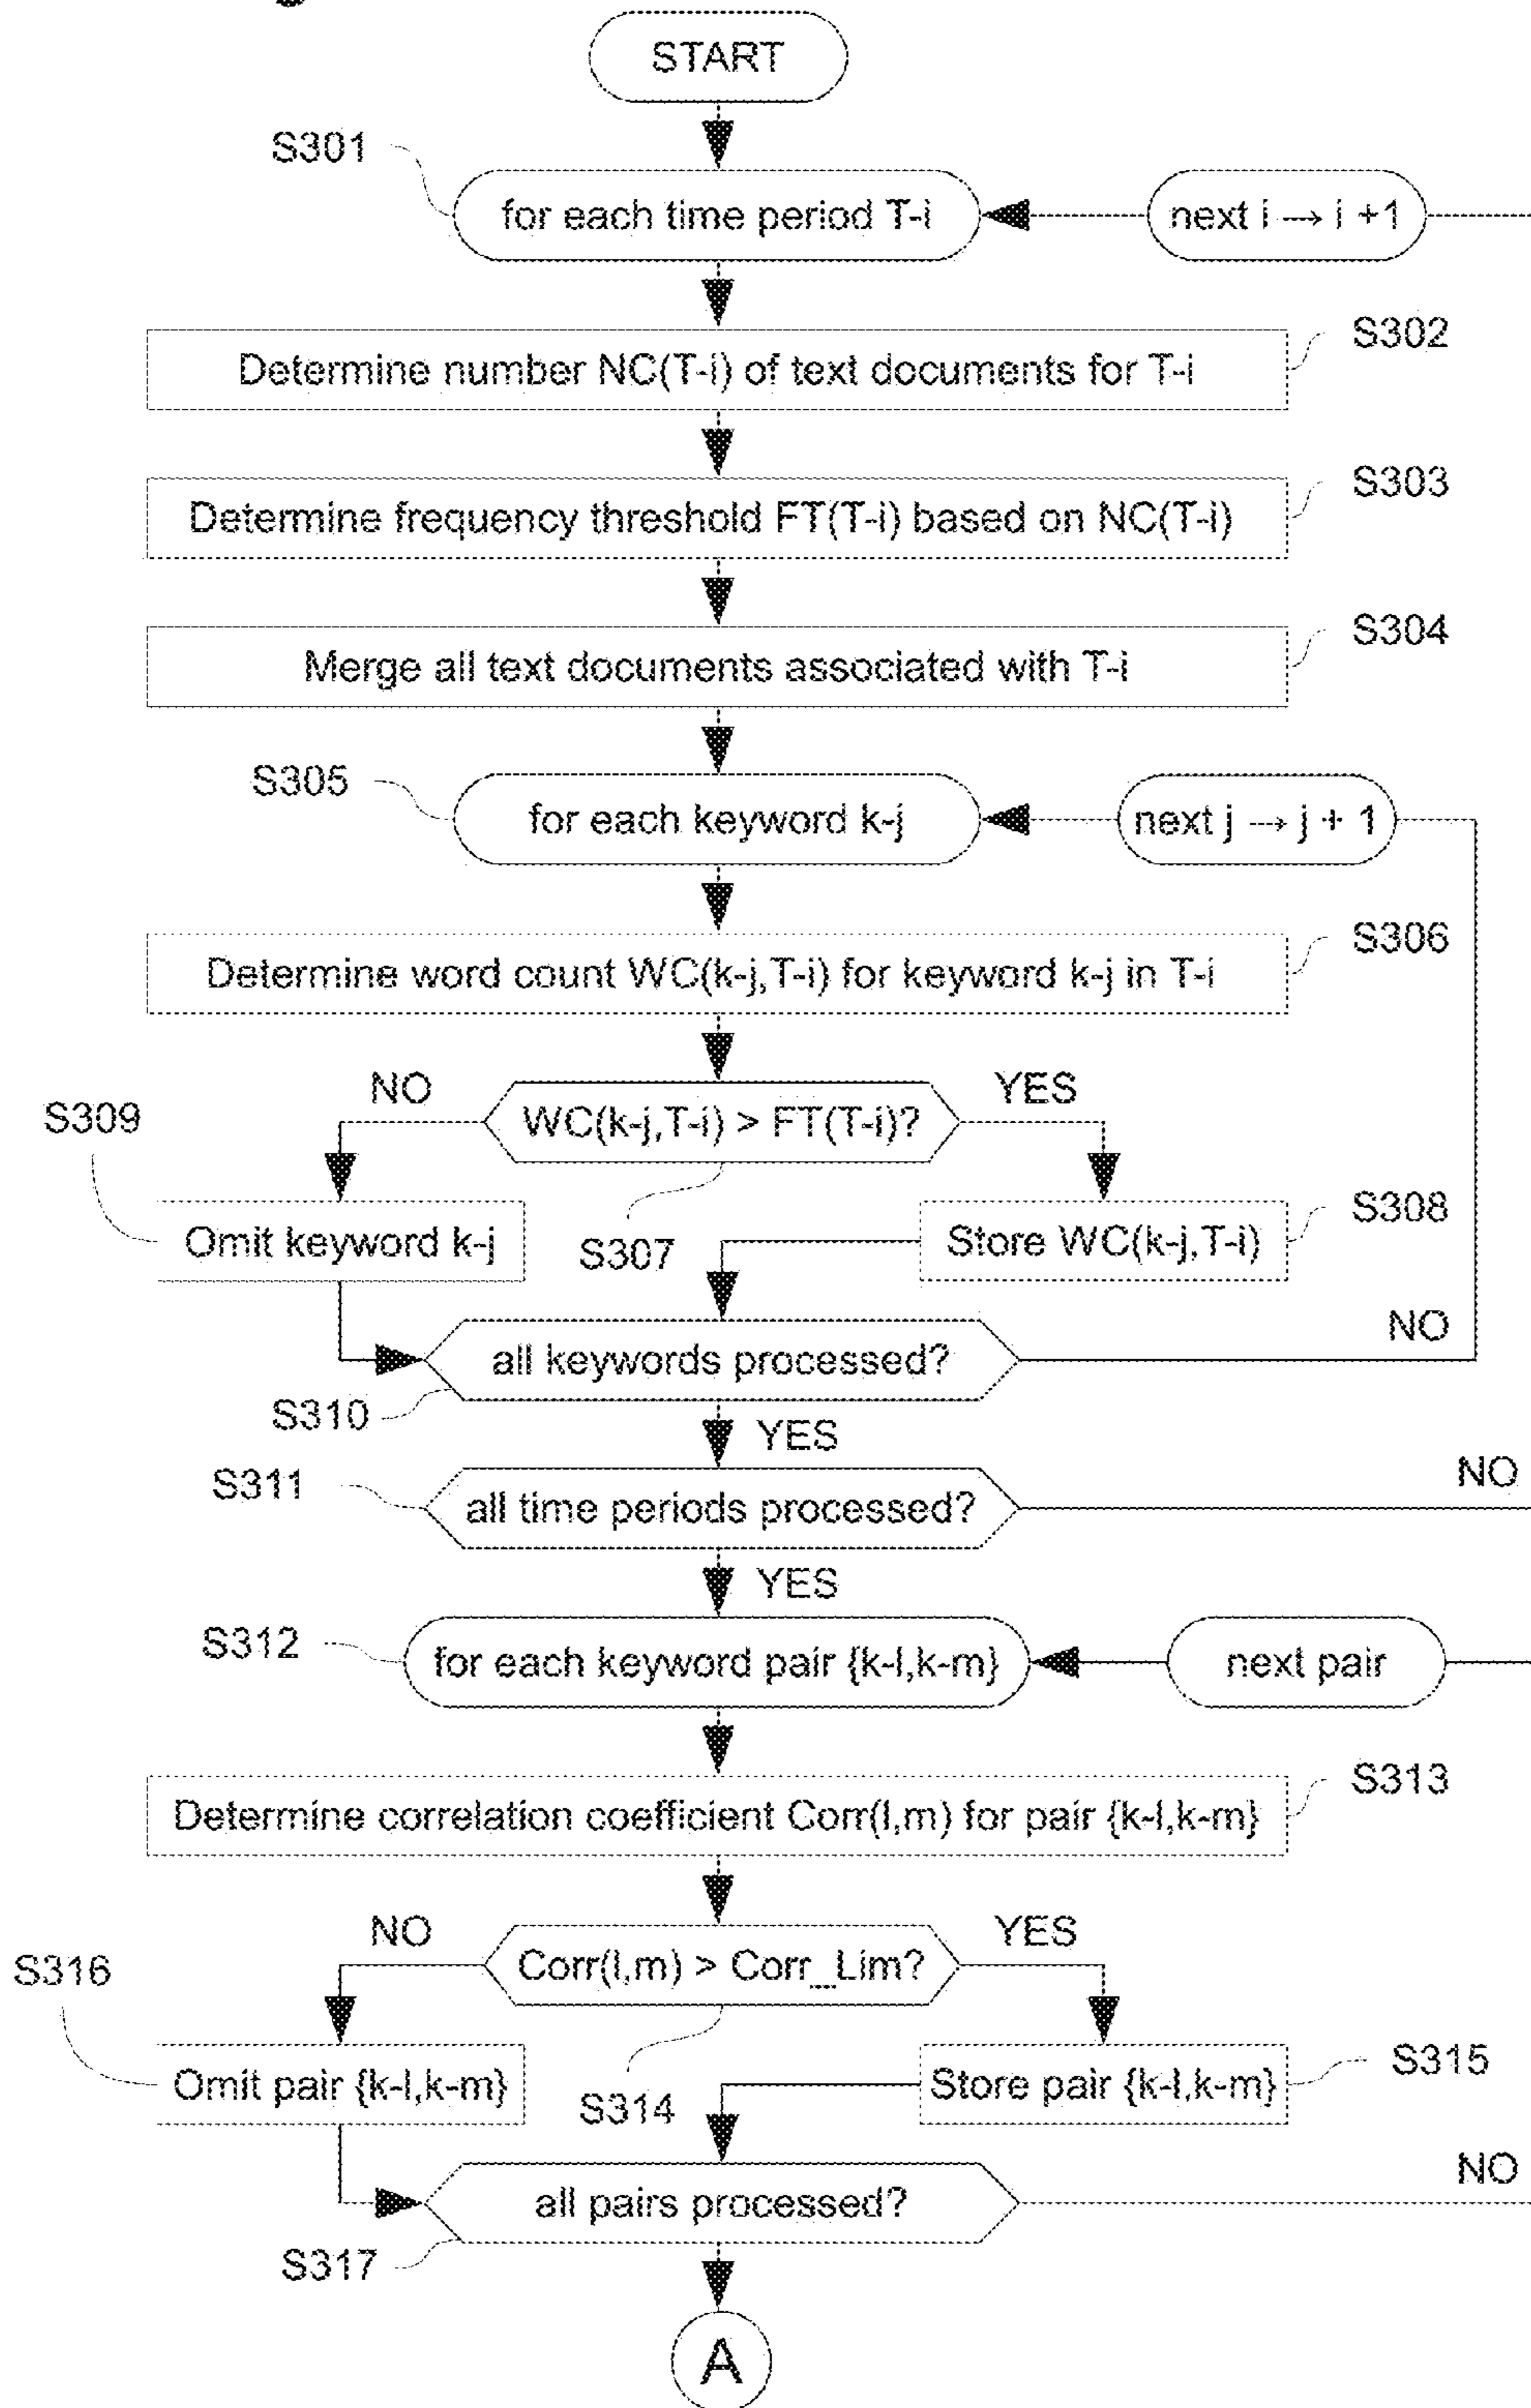 START
S301
for each time period T-i
next i → i +1
S302
Determine number NC(T-i) of text documents for T-i
S303
Determine frequency threshold FT(T-i) based on NC(T-i)
S304
Merge all text documents associated with T-i
S305
for each keyword k-j
next j → j + 1
S306
Determine word count WC(k-j,T-i) for keyword k-j in T-i
NO
YES
S309
WC(k-j,T-i) > FT(T-i)?
S308
Omit keyword k-j
S307
Store WC(k-j,T-i)
NO
all keywords processed?
S310
YES
S311
all time periods processed?
NO
YES
S312
for each keyword pair {k-l,k-m}
next pair
S313
Determine correlation coefficient Corr(l,m) for pair {k-l,k-m}
NO
YES
S316
Corr(l,m) > Corr_Lim?
S315
Omit pair {k-l,k-m}
S314
Store pair {k-l,k-m}
NO
all pairs processed?
S317
A